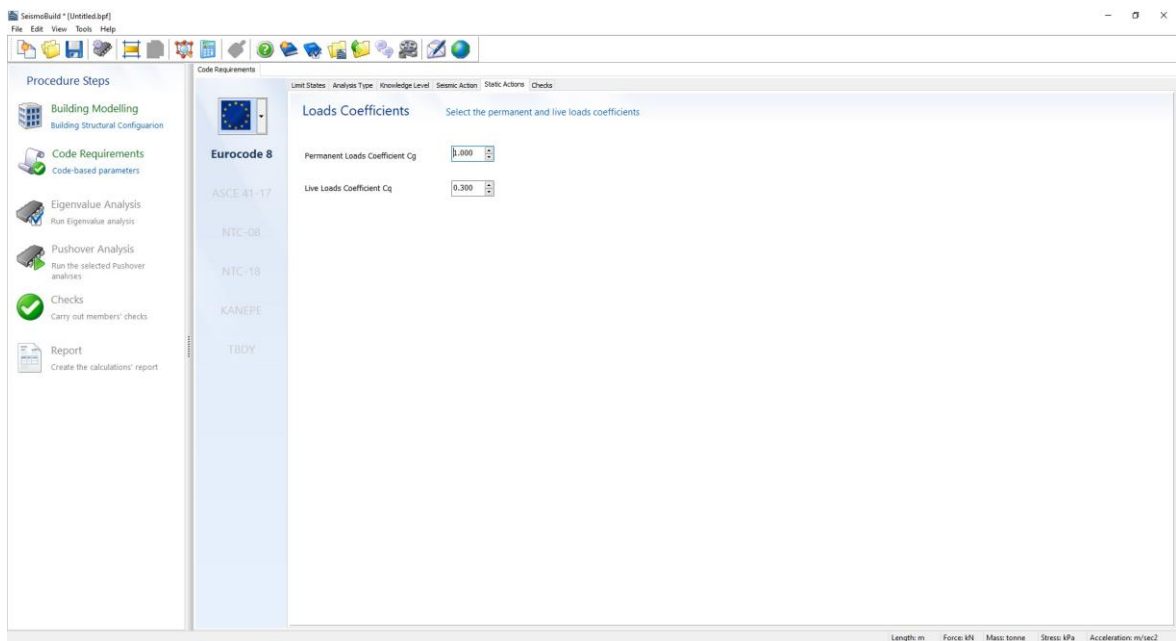 SeismoBuild * [Untitled.bpf]
File Edit View Tools Help
Procedure Steps
Building Modelling
Building Structural Configuarion
Code Requirements
Code-based parameters
Eigenvalue Analysis
Run Eigenvalue analysis
Pushover Analysis
Run the selected Pushover
analyses
Checks
Carry out members' checks
Report
Create the calculations' report
Code Requirements
Eurocode 8
ASCE 41-17
NTC-08
NTC-18
KANEPE
TBDY
Limit States Analysis Type Knowledge Level Seismic Action Static Actions Checks
Loads Coefficients Select the permanent and live loads coefficients
Permanent Loads Coefficient Cg 1.000
Live Loads Coefficient Cq 0.300
Length: m Force: kN Mass: tonne Stress: kPa Acceleration: m/sec2